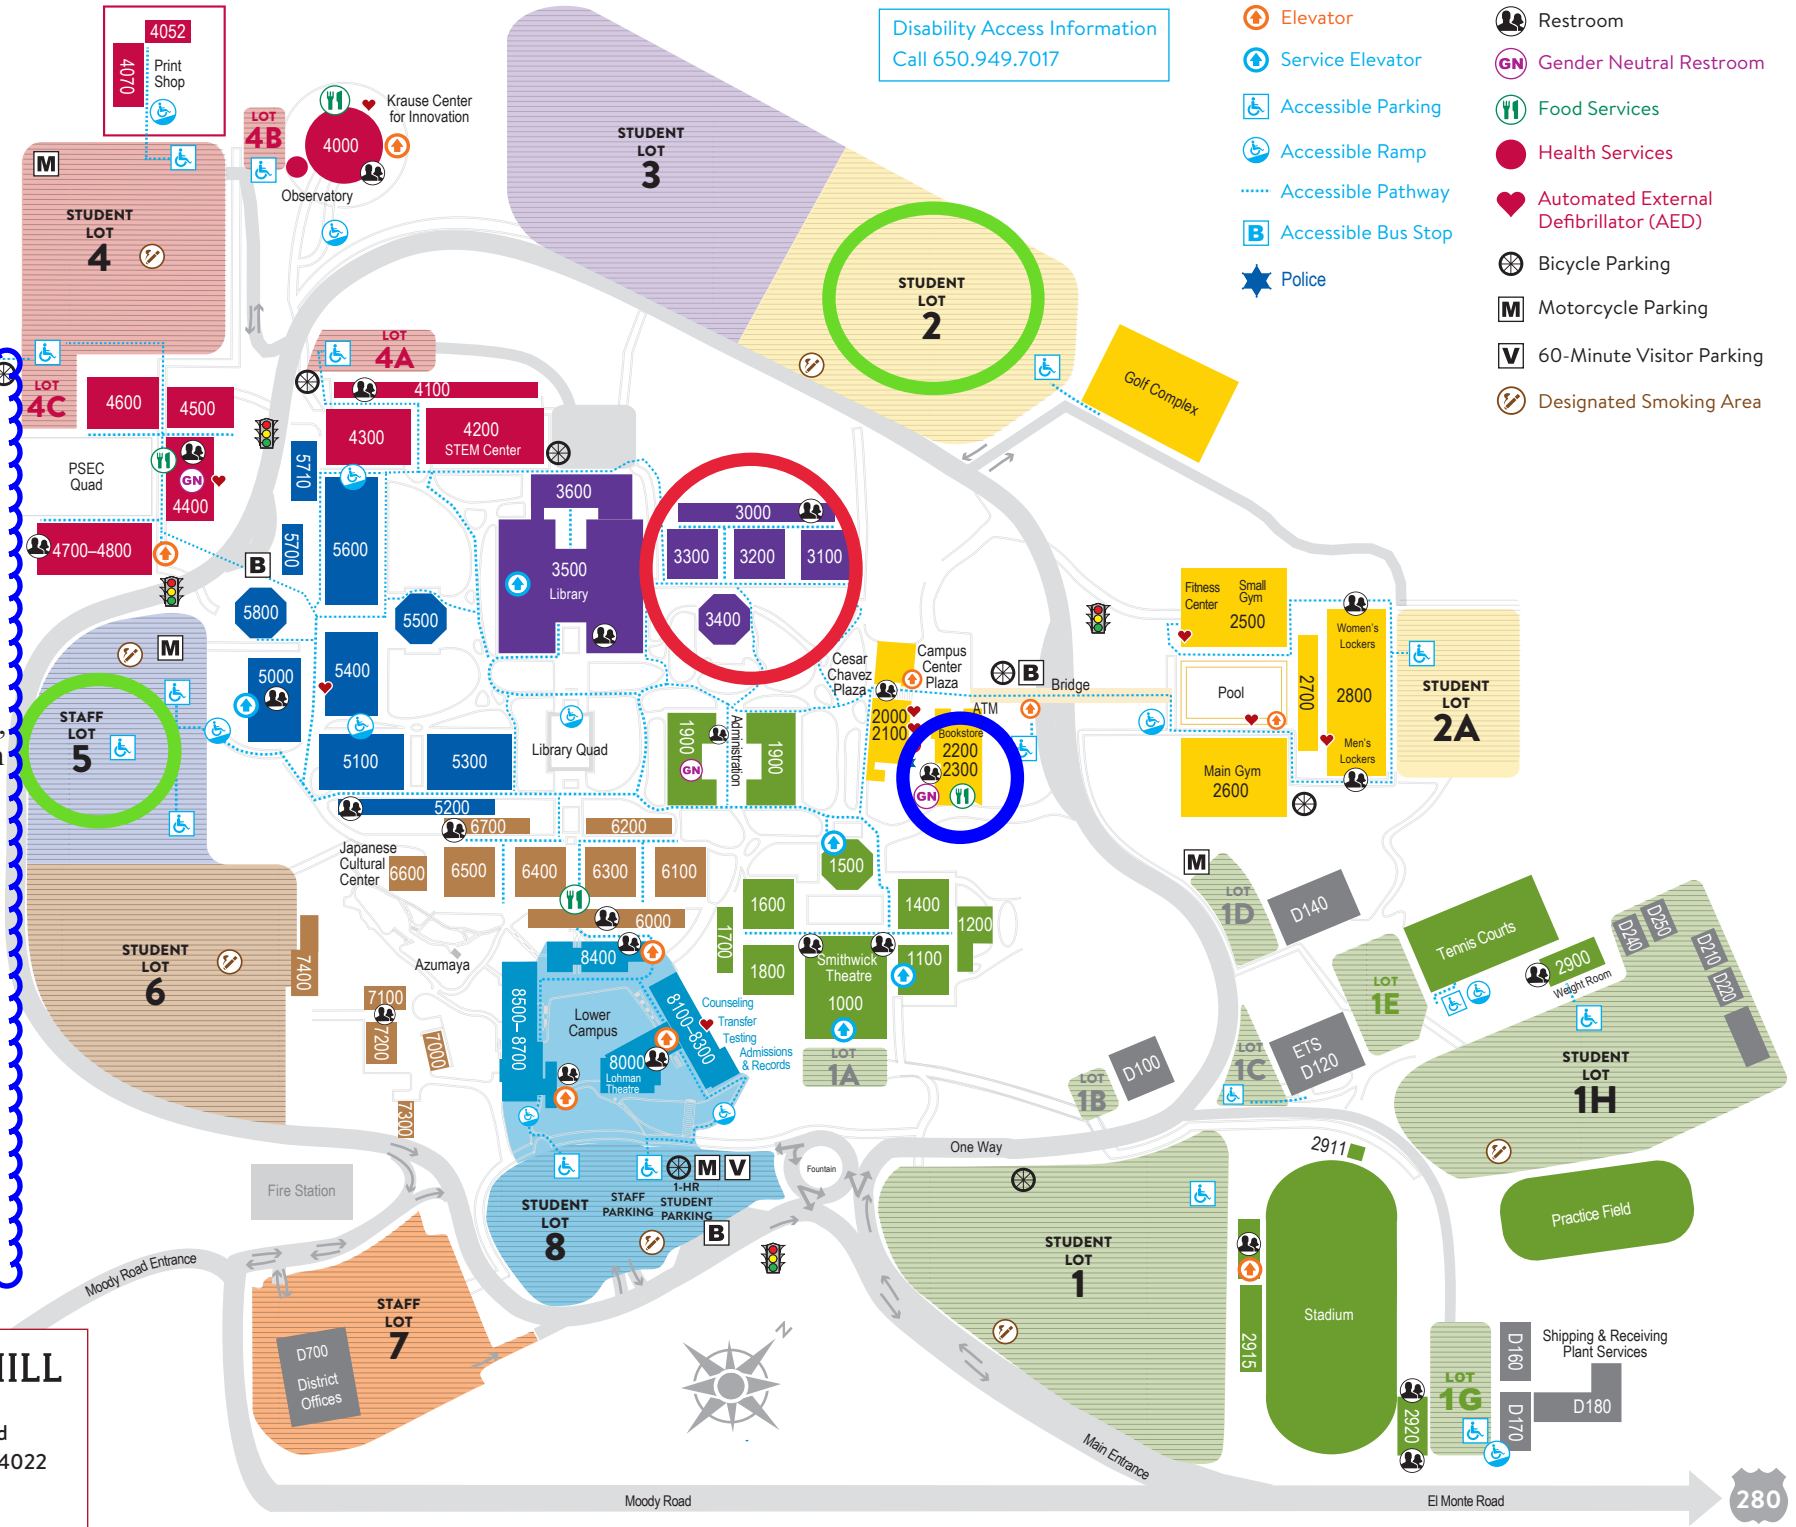 Disability Access Information
Call 650.949.7017
Elevator
Service Elevator
Accessible Parking
Accessible Ramp
Accessible Pathway
B Accessible Bus Stop
Police
Restroom
GN Gender Neutral Restroom
Food Services
Health Services
Automated External
Defibrillator (AED)
Bicycle Parking
M Motorcycle Parking
V 60-Minute Visitor Parking
Designated Smoking Area
4052
4070
Print
Shop
LOT
4B
4000
Krause Center
for Innovation
Observatory
M
STUDENT
LOT
4
STUDENT
LOT
3
STUDENT
LOT
2
Golf Complex
LOT
4A
LOT
4C
4600
4500
4100
4300
4200
STEM Center
PSEC
Quad
GN
4400
4700–4800
5710
5700
5600
B
5800
5500
3600
3500
Library
3000
3300
3200
3100
3400
M
STAFF
LOT
5
5000
5400
5100
5300
5200
Library Quad
1900
GN
Administration
1900
Cesar
Chavez
Plaza
Campus
Center
Plaza
B
Bridge
ATM
2000
2100
Bookstore
2200
2300
GN
Fitness
Center
Small
Gym
2500
Pool
2700
Women's
Lockers
2800
Men's
Lockers
Main Gym
2600
STUDENT
LOT
2A
6700
6200
Japanese
Cultural
Center
6600
6500
6400
6300
6100
6000
1500
1600
1400
1700
1200
1800
1100
Smithwick
Theatre
1000
LOT
1A
STUDENT
LOT
6
7400
Azumaya
7100
7200
7000
7300
8400
8500–8700
Lower
Campus
8100–8300
8000
Lohman
Theatre
Counseling
Transfer
Testing
Admissions
& Records
M
LOT
1D
D140
Tennis Courts
2900
Weight Room
D240
D250
D210
D220
LOT
1E
LOT
1C
ETS
D120
LOT
1B
D100
STUDENT
LOT
1H
One Way
Fountain
2911
Practice Field
Fire Station
STUDENT
LOT
8
STAFF
PARKING
M V
1-HR
STUDENT
PARKING
B
STUDENT
LOT
1
Stadium
2915
2920
LOT
1G
D160
D170
D180
Shipping & Receiving
Plant Services
Moody Road Entrance
STAFF
LOT
7
D700
District
Offices
N
Main Entrance
Moody Road
El Monte Road
280
HILL
d
4022